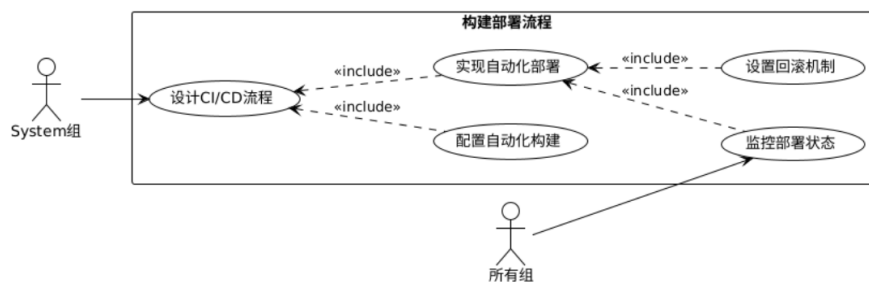 构建部署流程
«include»
实现自动化部署
«include»
设置回滚机制
设计CI/CD流程
«include»
«include»
System组
配置自动化构建
监控部署状态
所有组